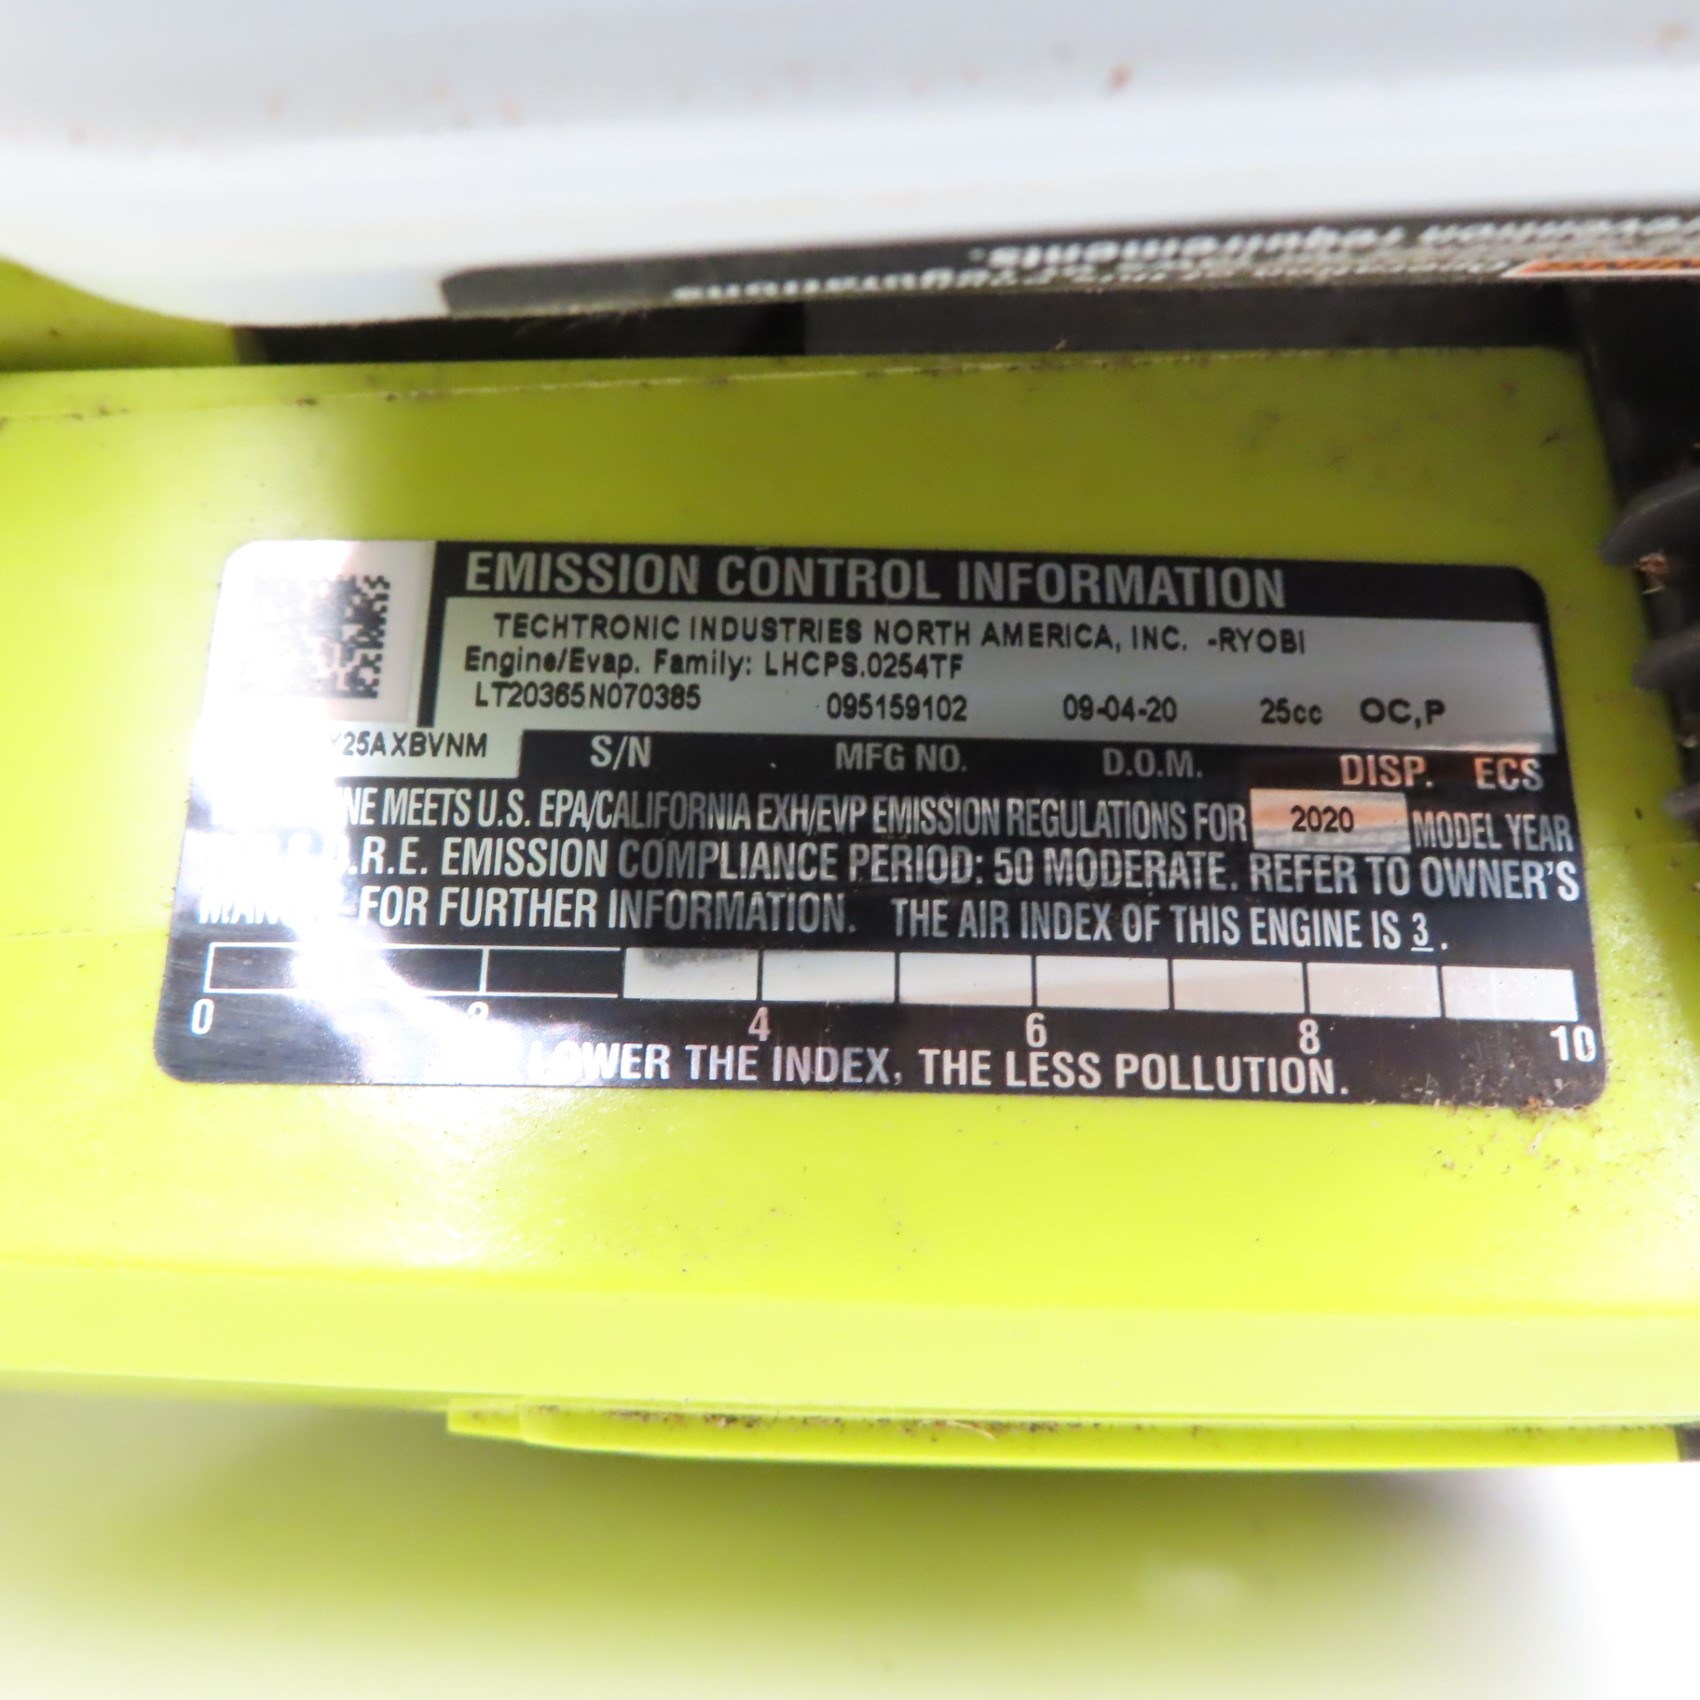 requirements.
regulations
EMISSION CONTROL INFORMATION
TECHTRONIC INDUSTRIES NORTH AMERICA, INC. -RYOBI
Engine/Evap. Family: LHCPS.0254TF
LT20365N070385 095159102 09-04-20 25cc OC,P
Y25AXBVNM S/N MFG NO. D.O.M. DISP. ECS
MEETS U.S. EPA/CALIFORNIA EXH/EVP EMISSION REGULATIONS FOR 2020 MODEL YEAR
.R.E. EMISSION COMPLIANCE PERIOD: 50 MODERATE. REFER TO OWNER'S
FOR FURTHER INFORMATION. THE AIR INDEX OF THIS ENGINE IS 3.
0 2 4 6 8 10
LOWER THE INDEX, THE LESS POLLUTION.